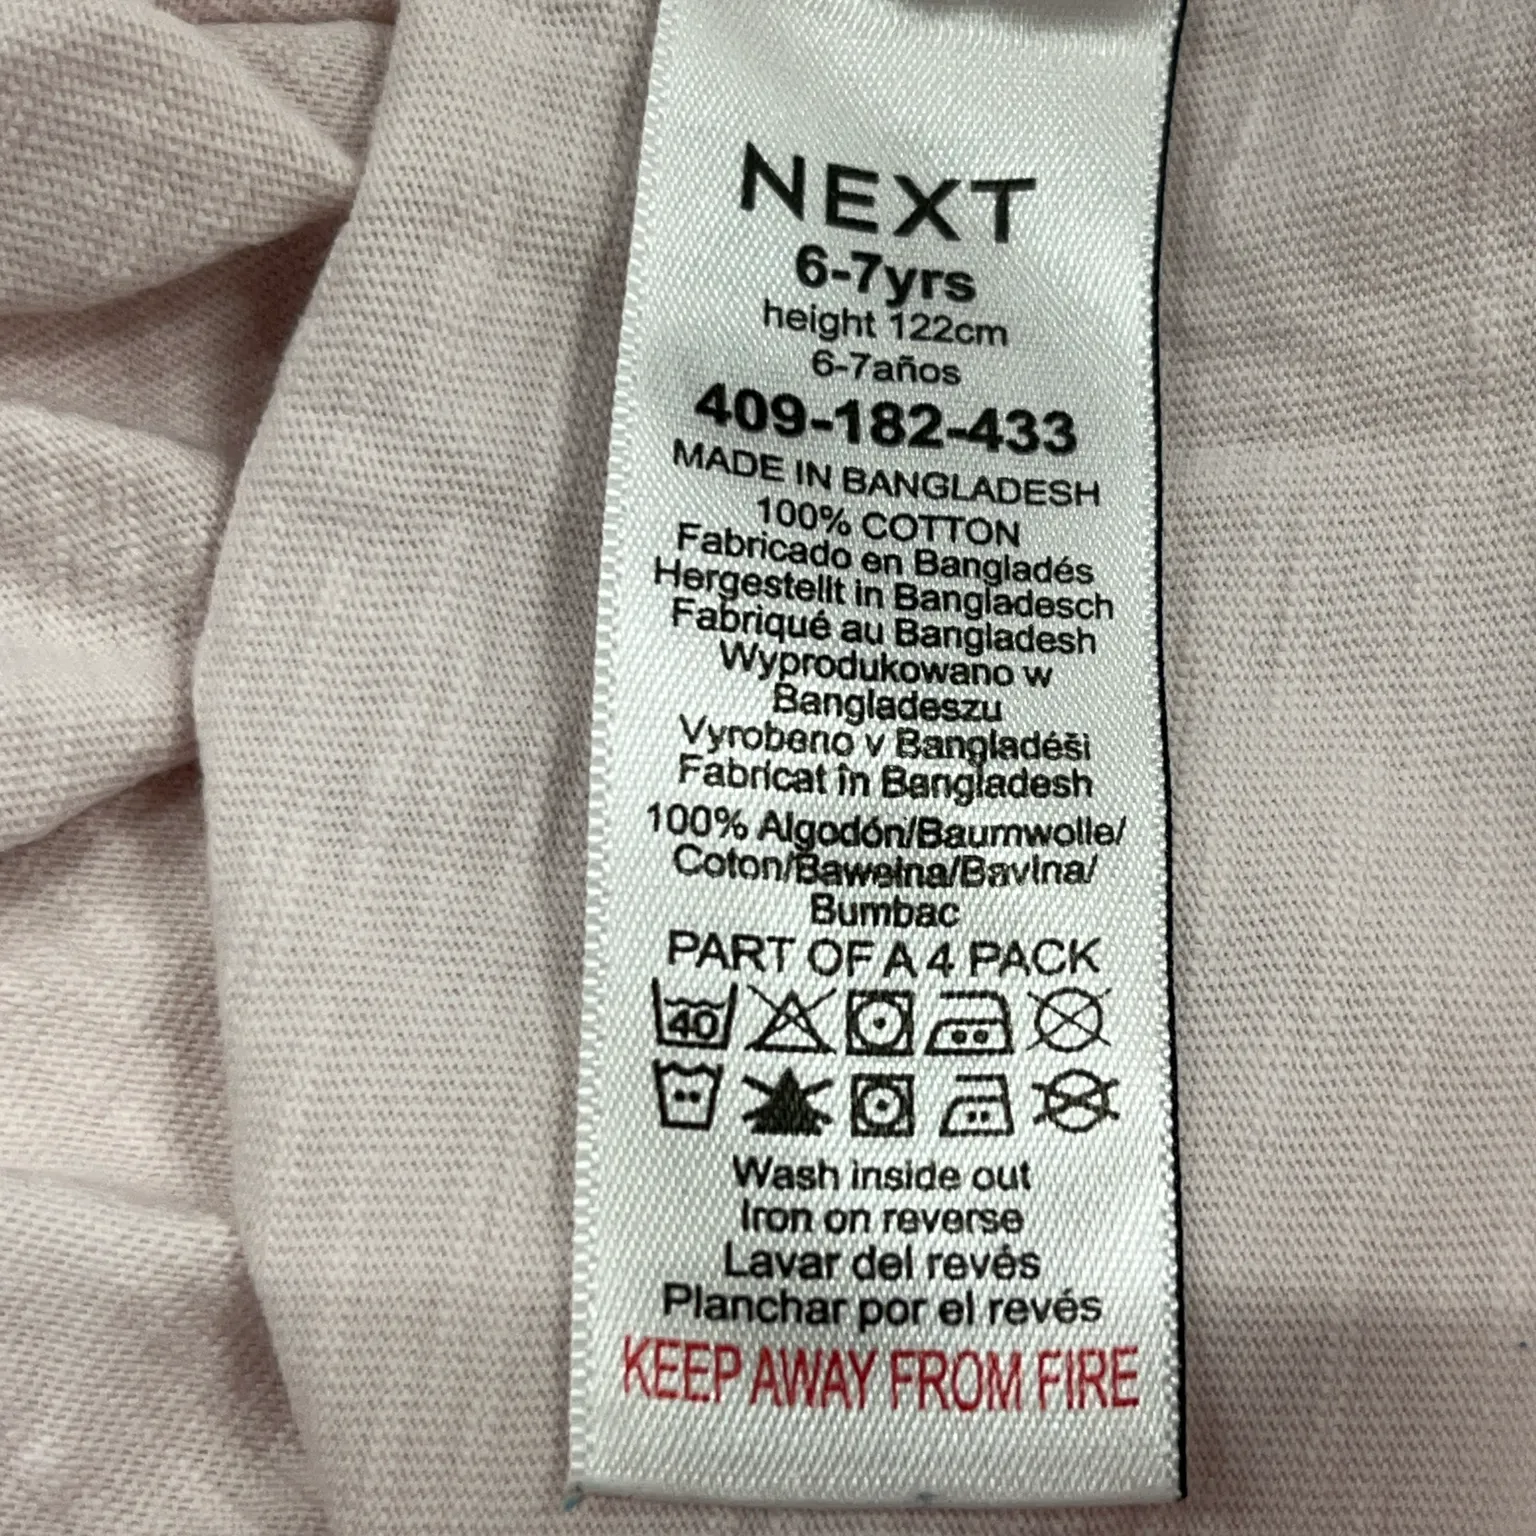 NEXT
6-7yrs
height 122cm
6-7años
409-182-433
MADE IN BANGLADESH
100% COTTON
Fabricado en Bangladés
Hergestellt in Bangladesch
Fabriqué au Bangladesh
Wyprodukowano w
Bangladeszu
Vyrobeno v Bangladéši
Fabricat în Bangladesh
100% Algodón/Baumwolle/
Coton/Bawełna/Bavlna/
Bumbac
PART OF A 4 PACK
40
Wash inside out
Iron on reverse
Lavar del revés
Planchar por el revés
KEEP AWAY FROM FIRE